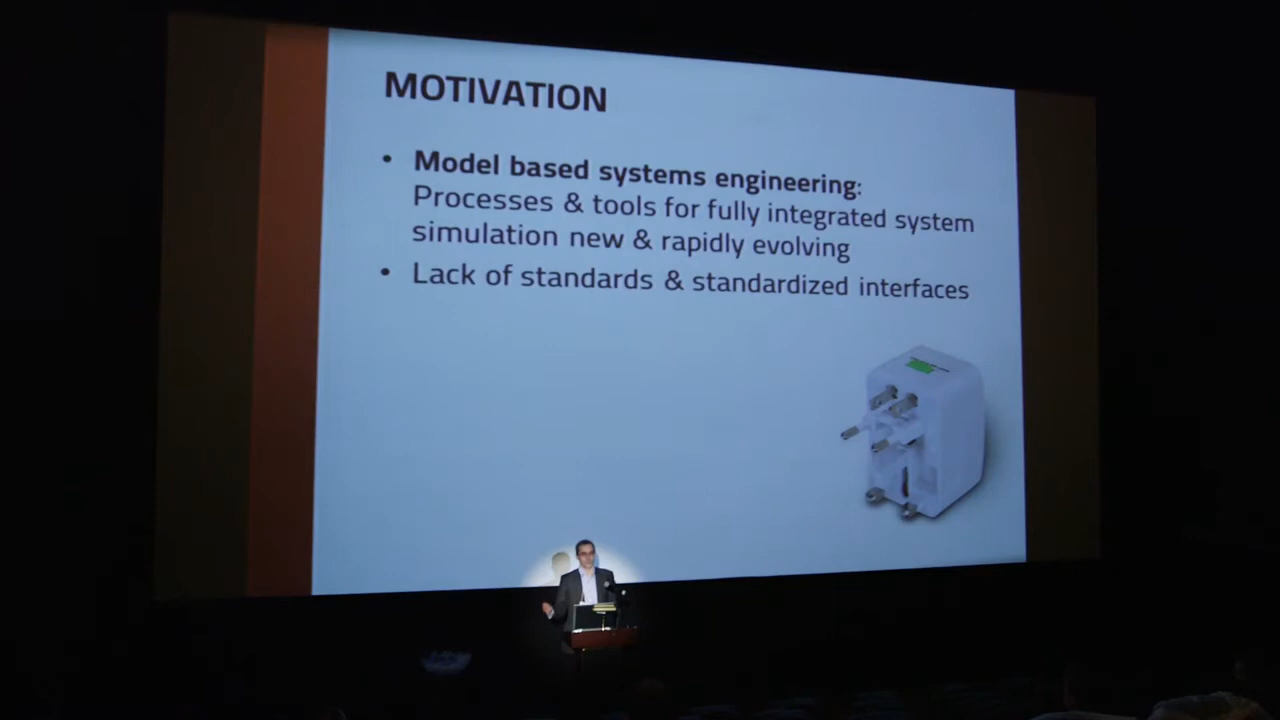 MOTIVATION
• Model based systems engineering:
Processes & tools for fully integrated system
simulation new & rapidly evolving
• Lack of standards & standardized interfaces